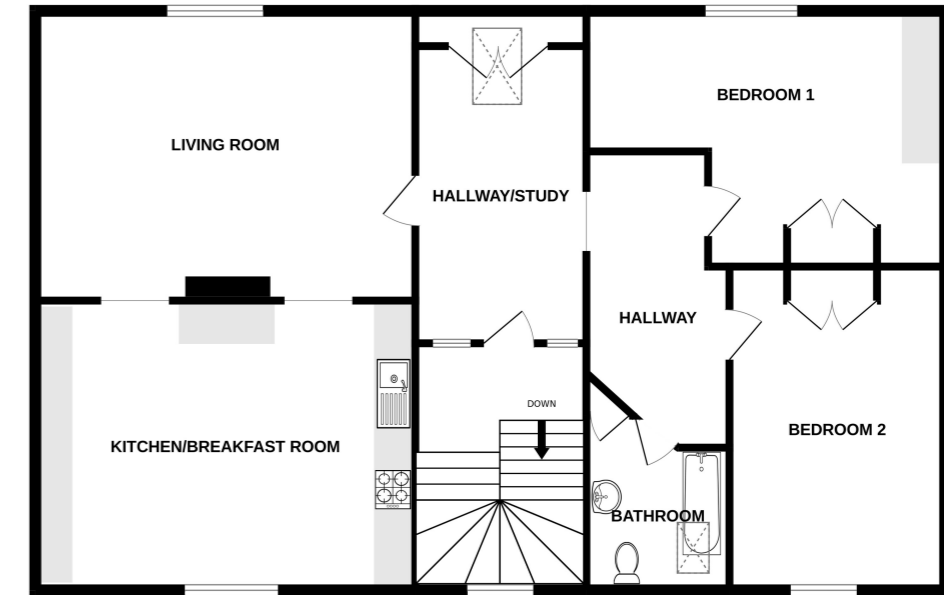 BEDROOM 1
LIVING ROOM
HALLWAY/STUDY
HALLWAY
DOWN
BEDROOM 2
KITCHEN/BREAKFAST ROOM
BATHROOM